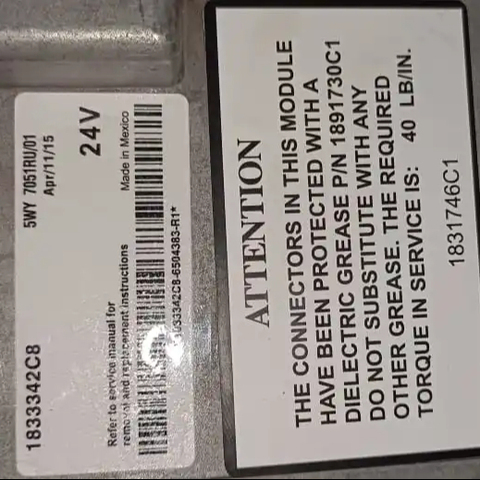 1833342C8
5WY 7051RU/01
Apr/11/15
24V
Refer to service manual for
removal and replacement instructions
Made in Mexico
1833342C8-6504383-R1*
ATTENTION
THE CONNECTORS IN THIS MODULE
HAVE BEEN PROTECTED WITH A
DIELECTRIC GREASE P/N 1891730C1
DO NOT SUBSTITUTE WITH ANY
OTHER GREASE. THE REQUIRED
TORQUE IN SERVICE IS: 40 LB/IN.
1831746C1